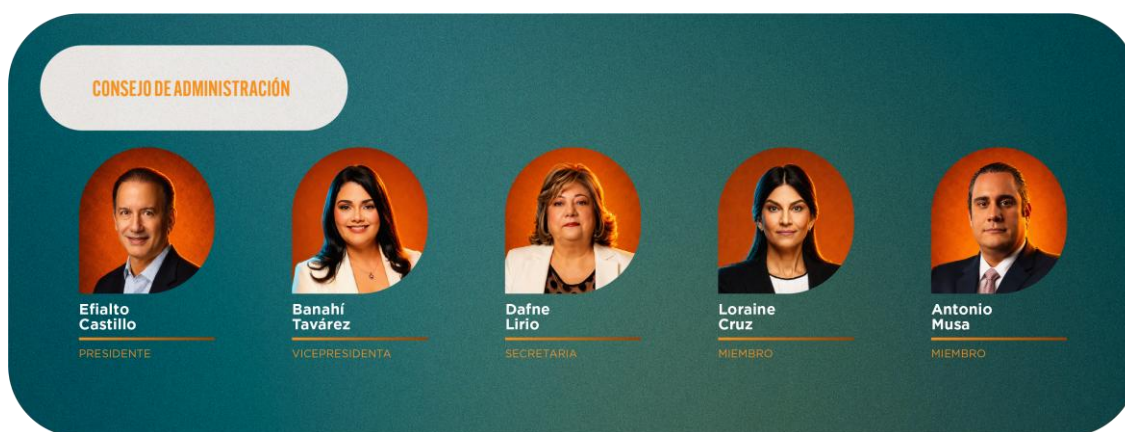 CONSEJO DE ADMINISTRACIÓN
Efialto
Castillo
PRESIDENTE
Banahí
Tavárez
VICEPRESIDENTA
Dafne
Lirio
SECRETARIA
Loraine
Cruz
MIEMBRO
Antonio
Musa
MIEMBRO